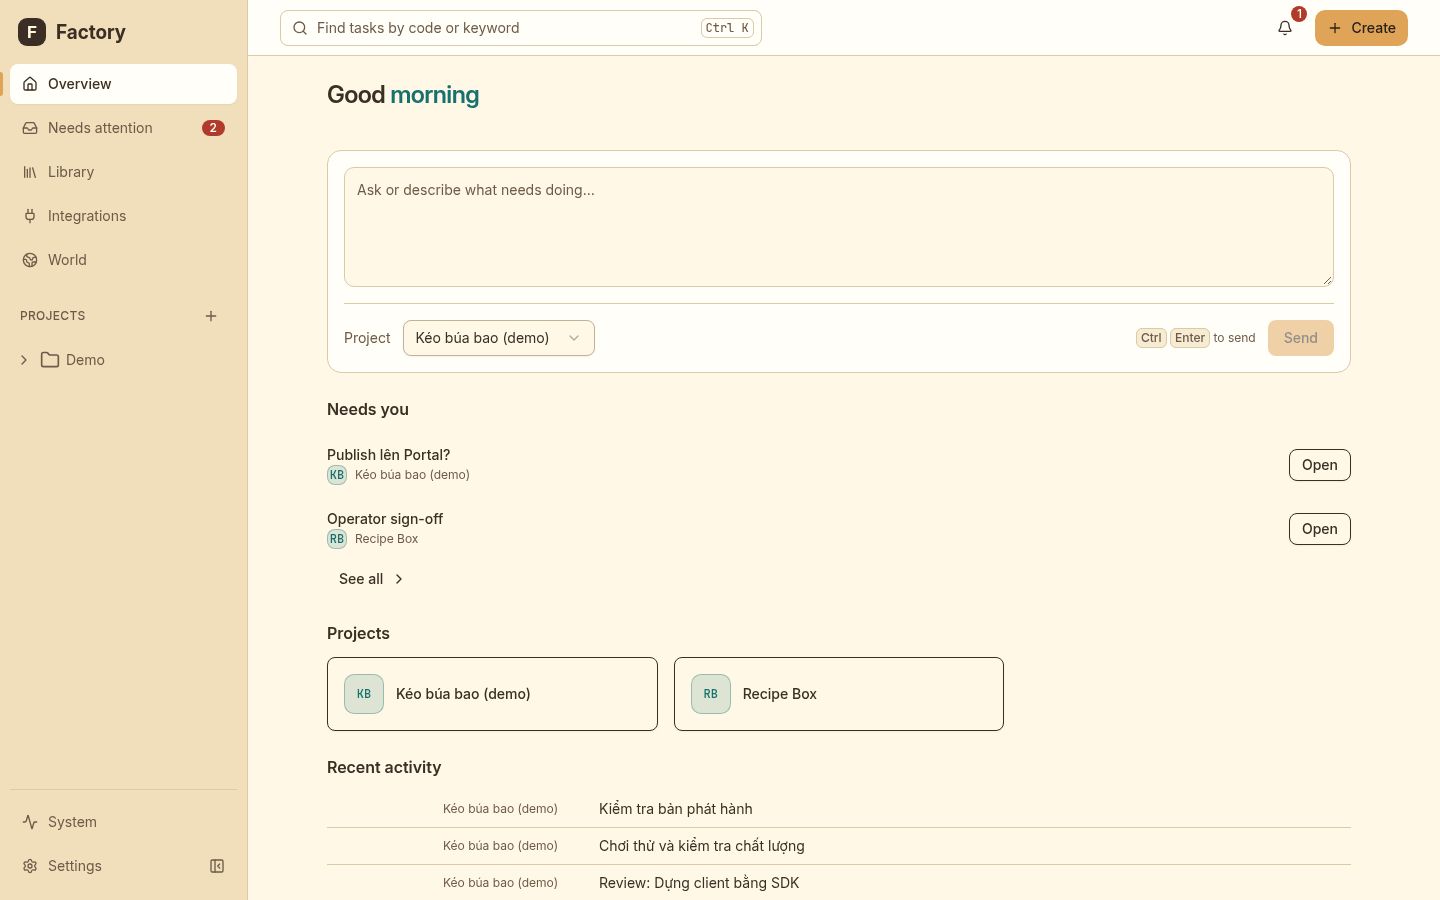 F Factory
Overview
Needs attention 2
Library
Integrations
World
PROJECTS
Demo
System
Settings
Find tasks by code or keyword Ctrl K
1
Create
Good morning
Ask or describe what needs doing...
Project Kéo búa bao (demo) Ctrl Enter to send Send
Needs you
Publish lên Portal?
KB Kéo búa bao (demo)
Open
Operator sign-off
RB Recipe Box
Open
See all
Projects
KB Kéo búa bao (demo)
RB Recipe Box
Recent activity
Kéo búa bao (demo) Kiểm tra bản phát hành
Kéo búa bao (demo) Chơi thử và kiểm tra chất lượng
Kéo búa bao (demo) Review: Dựng client bằng SDK